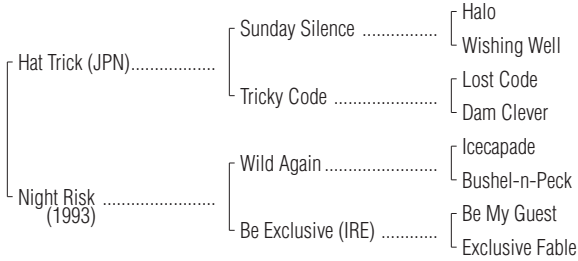 Halo
Sunday Silence ..................
Wishing Well
Hat Trick (JPN)..................
Lost Code
Tricky Code ........................
Dam Clever
Icecapade
Wild Again ........................
Bushel-n-Peck
Night Risk ........................
(1993)
Be My Guest
Be Exclusive (IRE) ............
Exclusive Fable